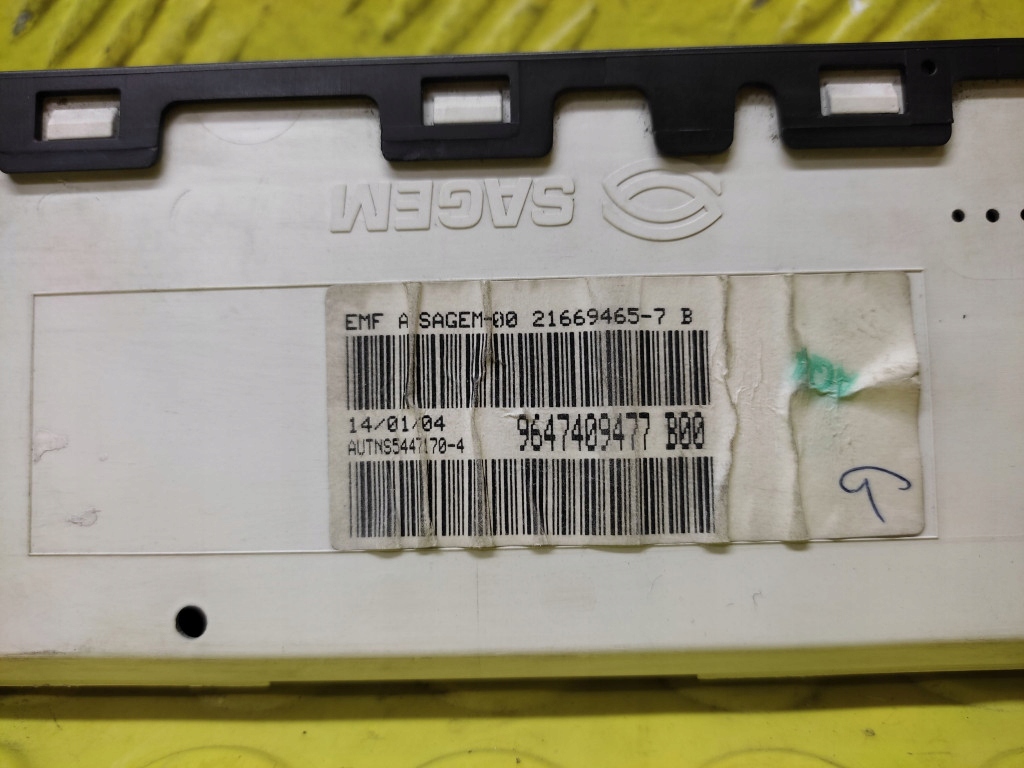 SAGEM
EMF A SAGEM-00 21669465-7 B
14/01/04
AUTNS5447170-4
9647409477 B00